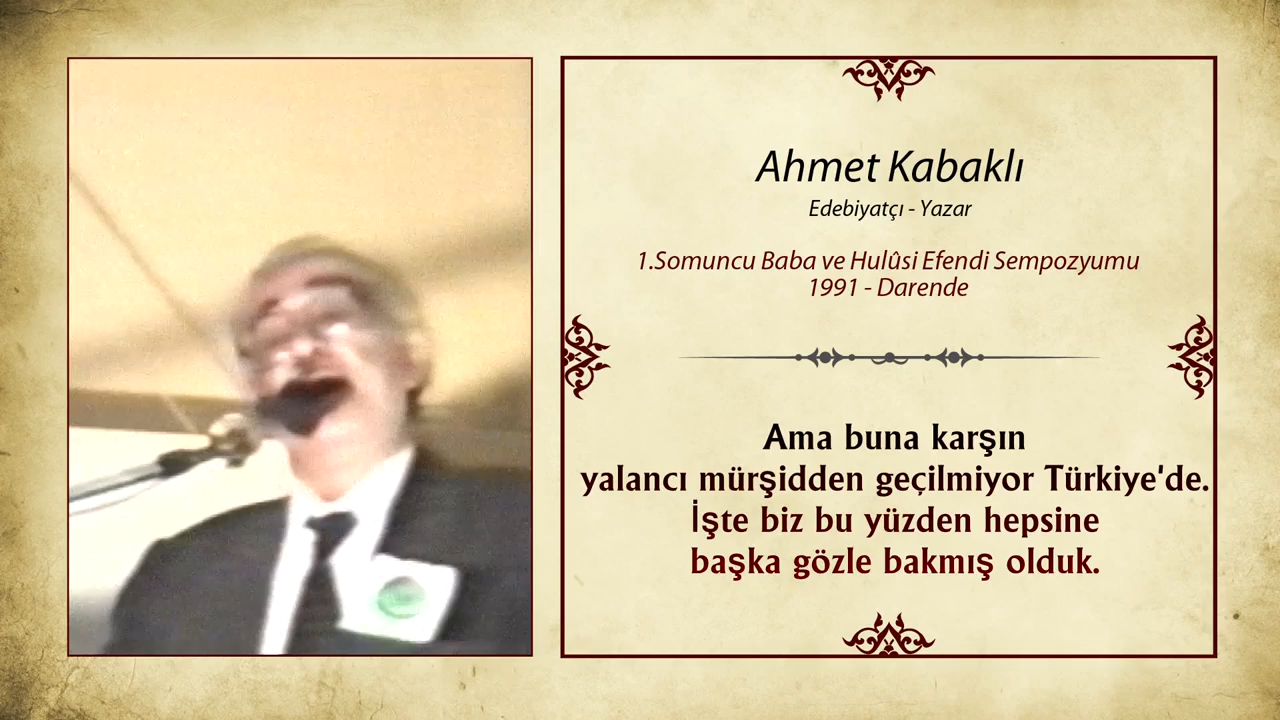 Ahmet Kabaklı
Edebiyatçı - Yazar
1.Somuncu Baba ve Hulûsi Efendi Sempozyumu
1991 - Darende
Ama buna karşın
yalancı mürşidden geçilmiyor Türkiye'de.
İşte biz bu yüzden hepsine
başka gözle bakmış olduk.